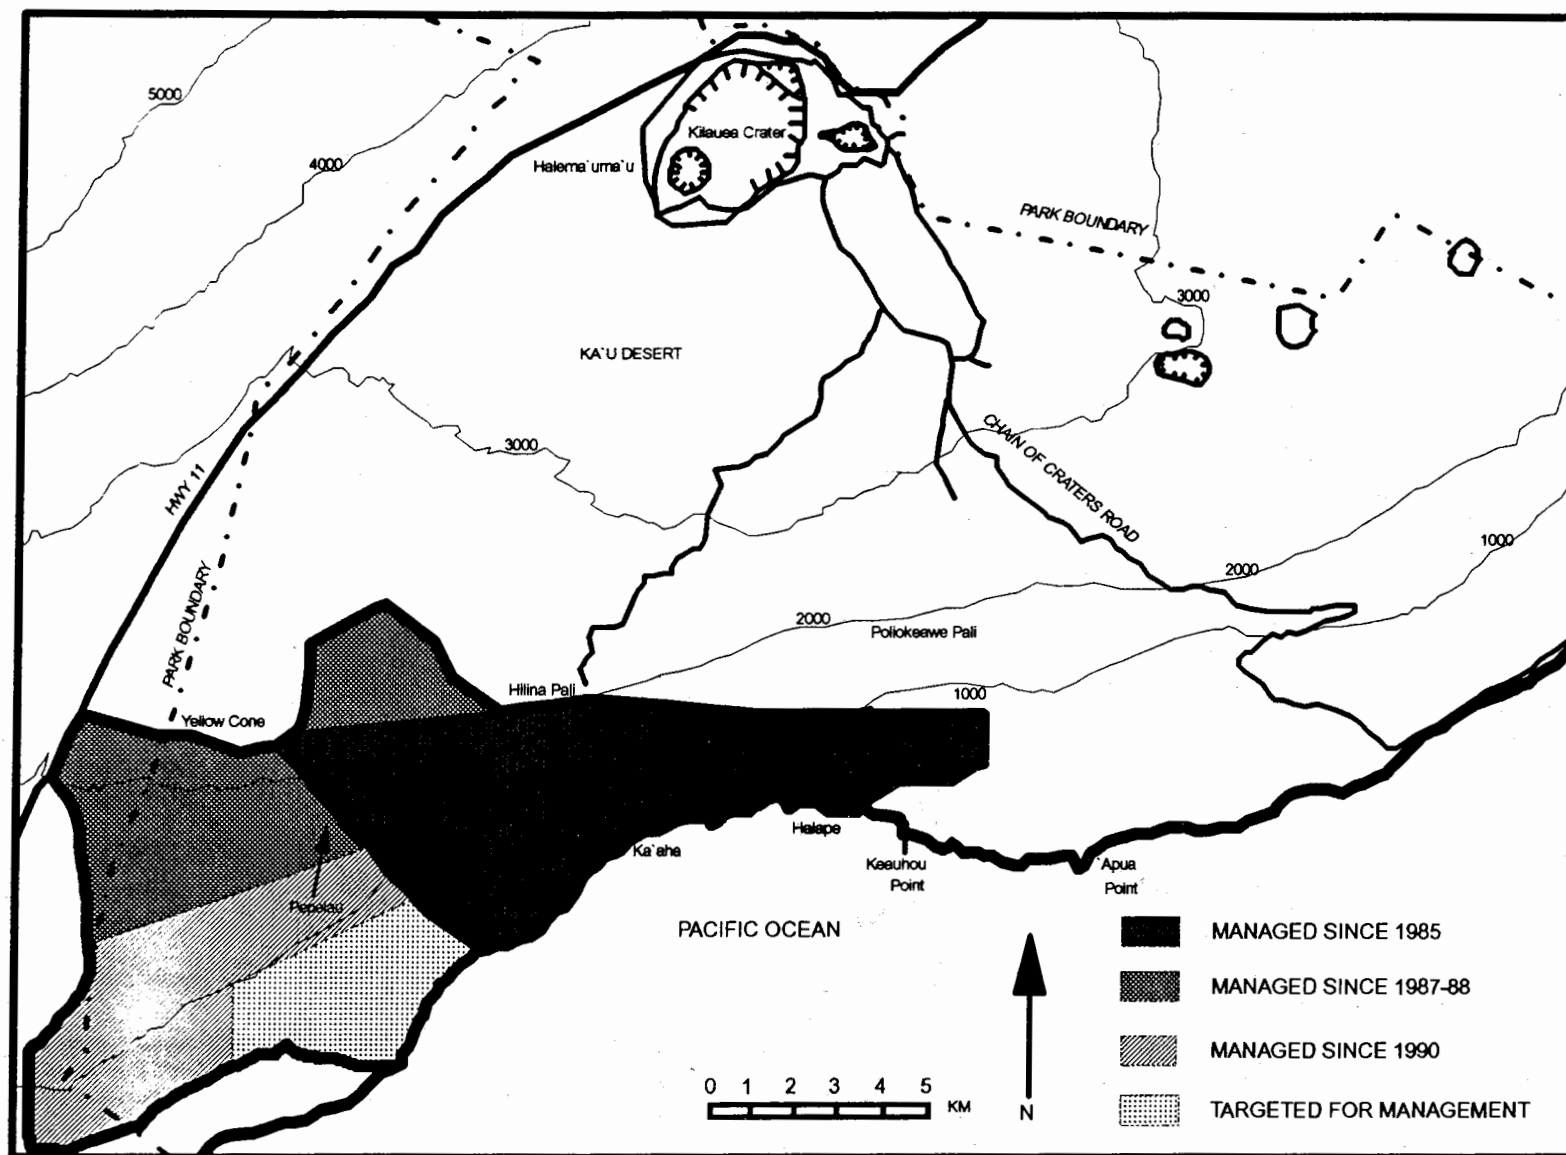 5000
4000
Kilauea Crater
Halema`uma`u
PARK BOUNDARY
3000
KA`U DESERT
3000
CHAIN OF CRATERS ROAD
HWY 11
1000
2000
PARK BOUNDARY
2000
Poliokeawe Pali
Hilina Pali
1000
Yellow Cone
Halape
Ka`aha
Keauhou
Point
`Apua
Point
Pepeiau
PACIFIC OCEAN
MANAGED SINCE 1985
MANAGED SINCE 1987-88
MANAGED SINCE 1990
TARGETED FOR MANAGEMENT
0 1 2 3 4 5
KM
N